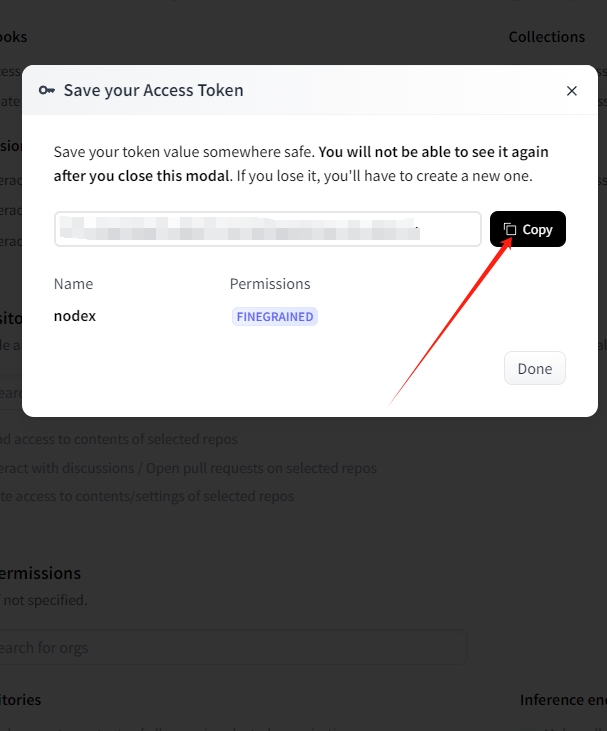 ooks
Collections
Save your Access Token
Save your token value somewhere safe. You will not be able to see it again
after you close this modal. If you lose it, you'll have to create a new one.
Copy
Name Permissions
nodex FINEGRAINED
Done
d access to contents of selected repos
eract with discussions / Open pull requests on selected repos
te access to contents/settings of selected repos
ermissions
not specified.
earch for orgs
itories
Inference en